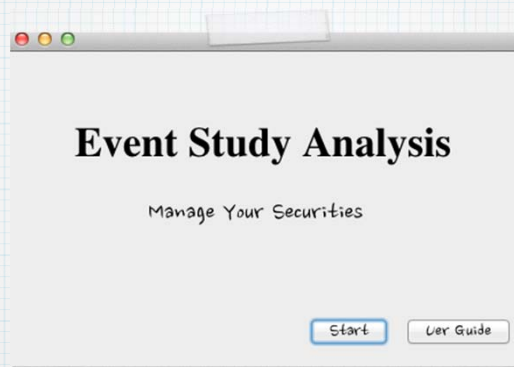 Event Study Analysis
Manage Your Securities
Start
Uer Guide